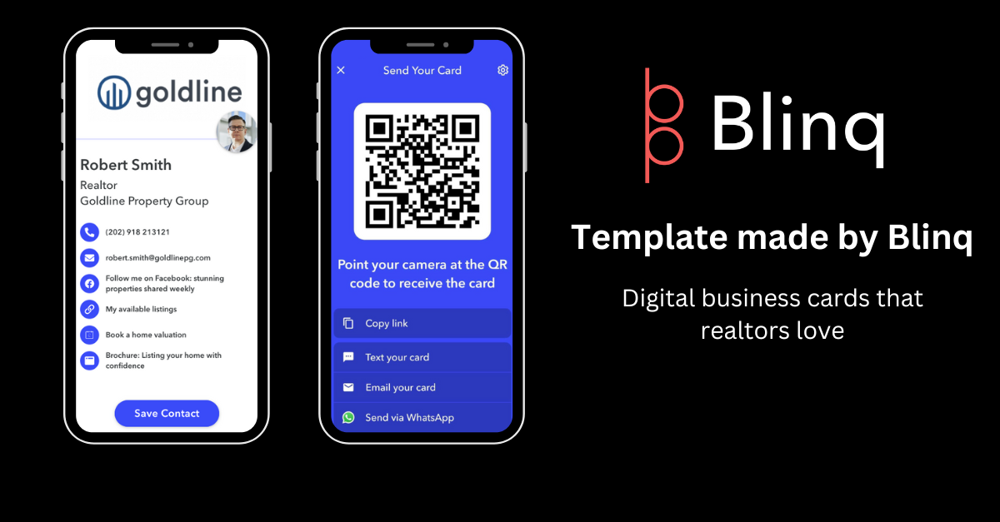 goldline
Robert Smith
Realtor
Goldline Property Group
(202) 918 213121
robert.smith@goldlinepg.com
Follow me on Facebook: stunning
properties shared weekly
My available listings
Book a home valuation
Brochure: Listing your home with
confidence
Save Contact
Send Your Card
Point your camera at the QR
code to receive the card
Copy link
Text your card
Email your card
Send via WhatsApp
Blinq
Template made by Blinq
Digital business cards that
realtors love